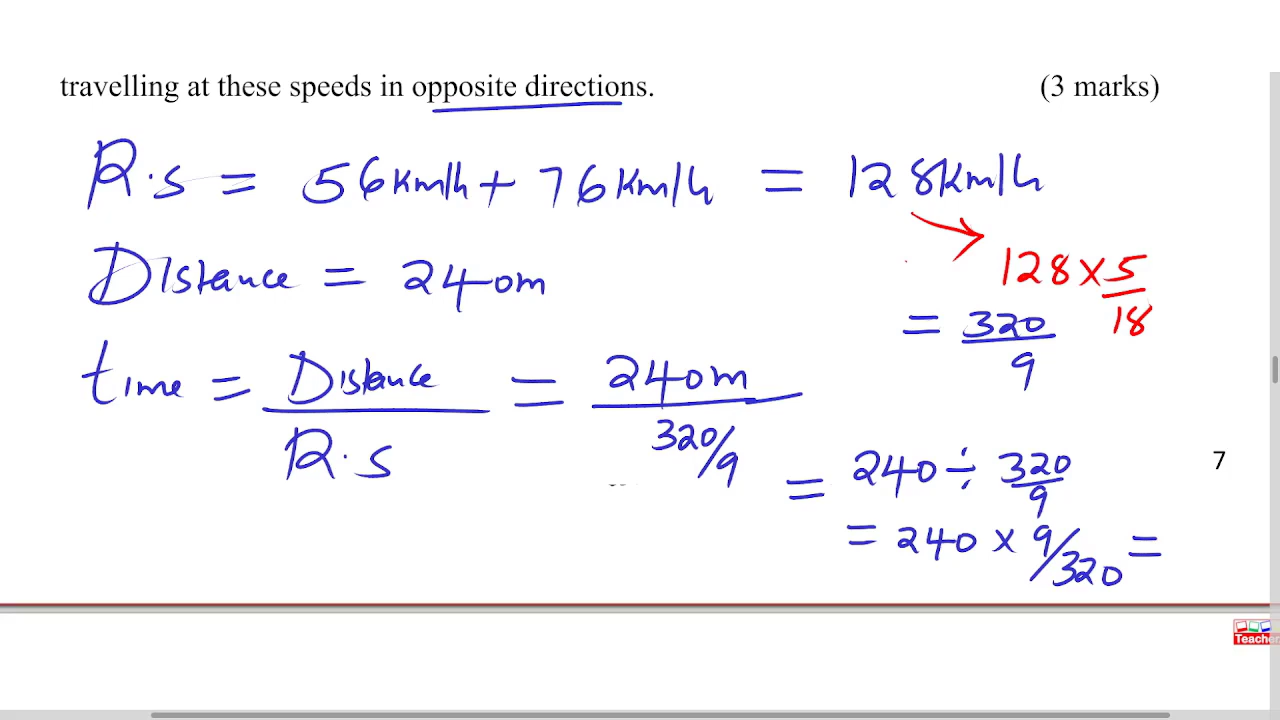 travelling at these speeds in opposite directions. (3 marks)
R.s = 56Km/h + 76Km/h = 128Km/h
128 × 5/18
Distance = 240m
= 320/9
time = Distance/R.s = 240m/320/9
7
= 240 ÷ 320/9
= 240 × 9/320 =
Teacher